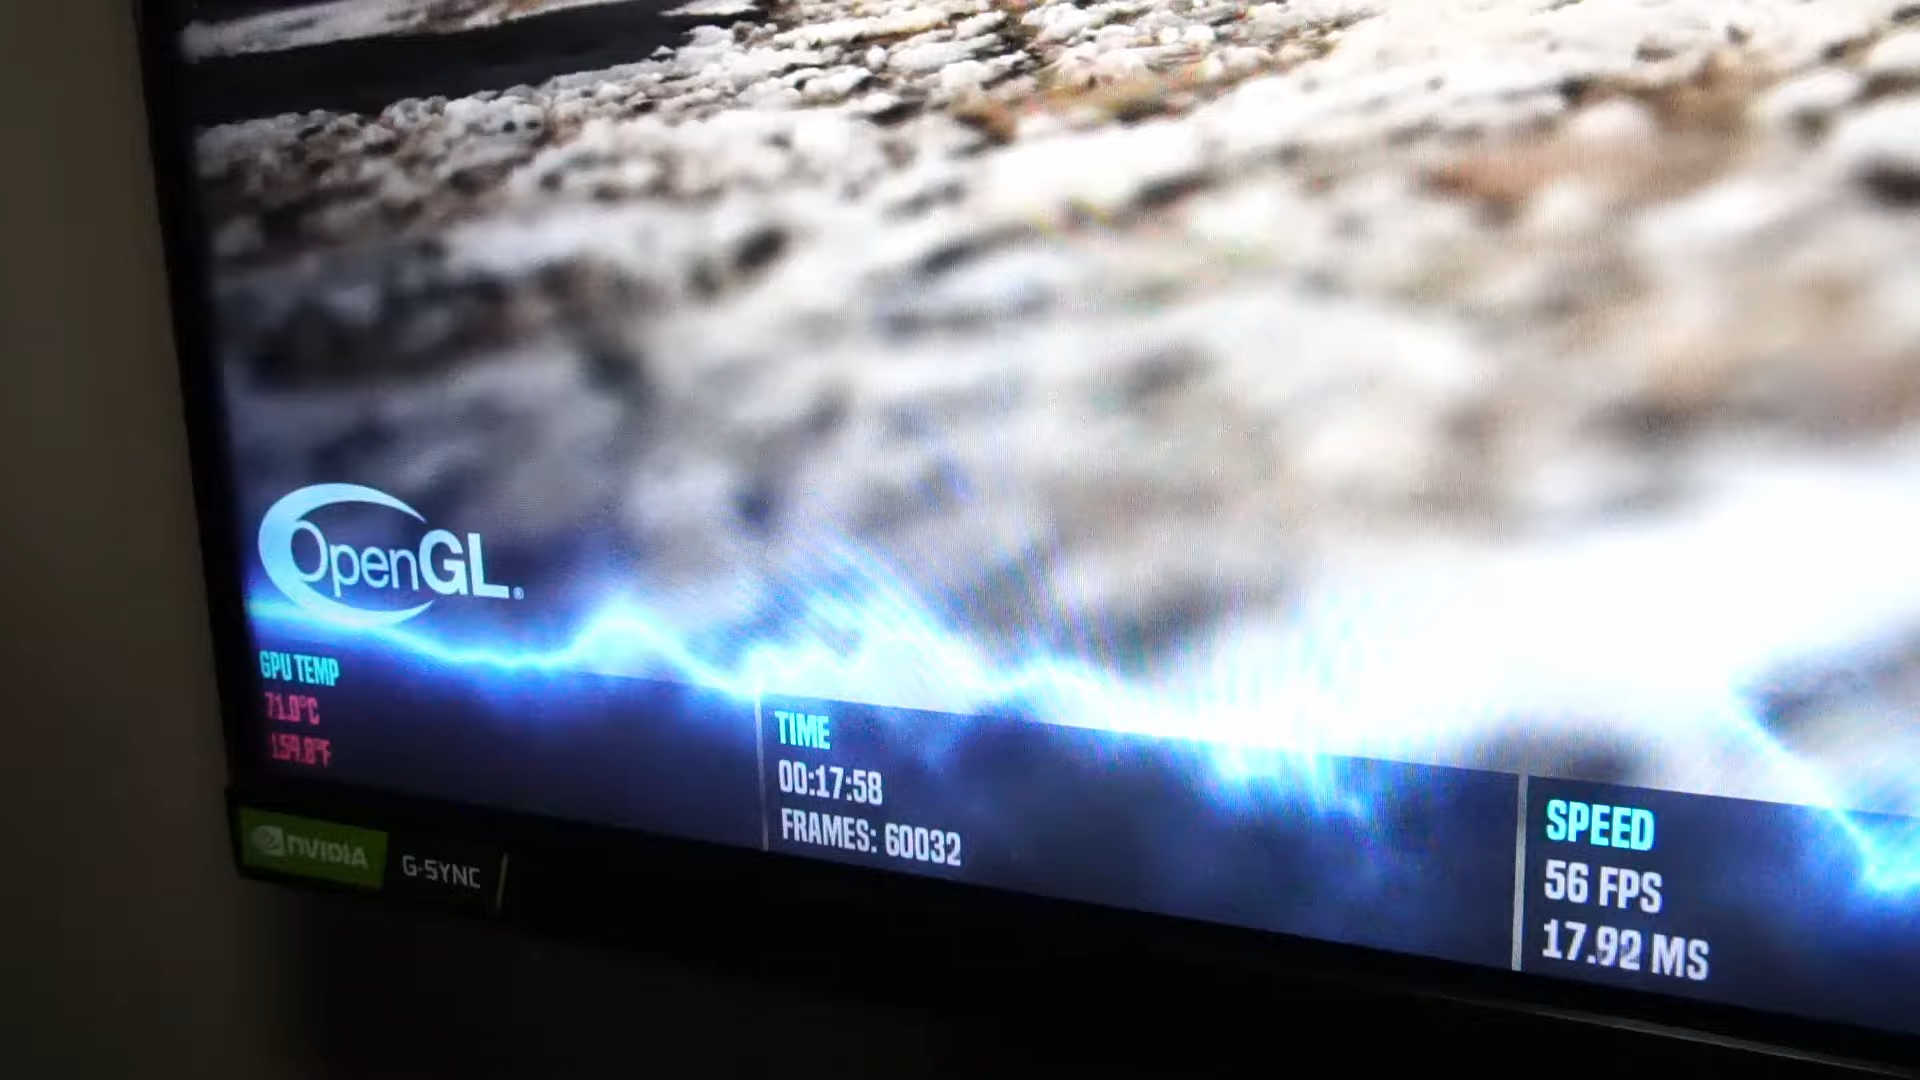 OpenGL®
GPU TEMP
71.0°C
159.8°F
TIME
00:17:58
FRAMES: 60032
SPEED
56 FPS
17.92 MS
NVIDIA
G-SYNC